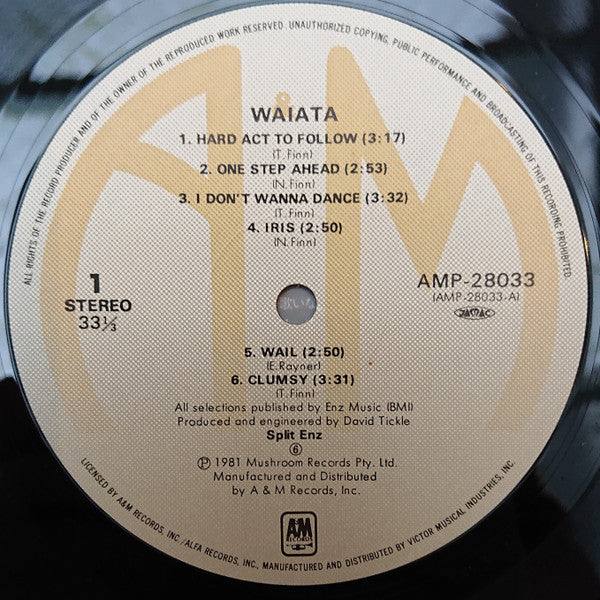 ALL RIGHTS OF THE RECORD PRODUCER AND OF THE OWNER OF THE REPRODUCED WORK RESERVED. UNAUTHORIZED COPYING, PUBLIC PERFORMANCE AND BROADCASTING OF THIS RECORDING PROHIBITED.
WAIATA
1. HARD ACT TO FOLLOW (3:17)
(T. Finn)
2. ONE STEP AHEAD (2:53)
(N. Finn)
3. I DON'T WANNA DANCE (3:32)
(T. Finn)
4. IRIS (2:50)
(N. Finn)
1
STEREO
33⅓
AMP-28033
(AMP-28033-A)
JASRAC
5. WAIL (2:50)
(E. Rayner)
6. CLUMSY (3:31)
(T. Finn)
All selections published by Enz Music (BMI)
Produced and engineered by David Tickle
Split Enz
⑥
Ⓟ 1981 Mushroom Records Pty. Ltd.
Manufactured and Distributed
by A & M Records, Inc.
A&M
RECORDS
LICENSED BY A&M RECORDS, INC./ALFA RECORDS, INC., MANUFACTURED AND DISTRIBUTED BY VICTOR MUSICAL INDUSTRIES, INC.